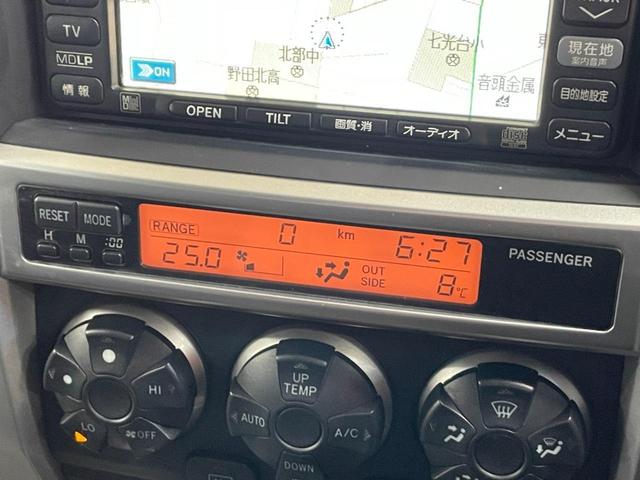 TV
MDLP
情報
ON
北部中
野田北高
七光台小
東
音頭金属
現在地
案内音声
目的地設定
メニュー
OPEN
TILT
画質・消
オーディオ
RESET
MODE
H
M
:00
RANGE
0 km
6:27
25.0
OUT
SIDE
8℃
PASSENGER
HI
LO
OFF
UP
TEMP
AUTO
A/C
DOWN